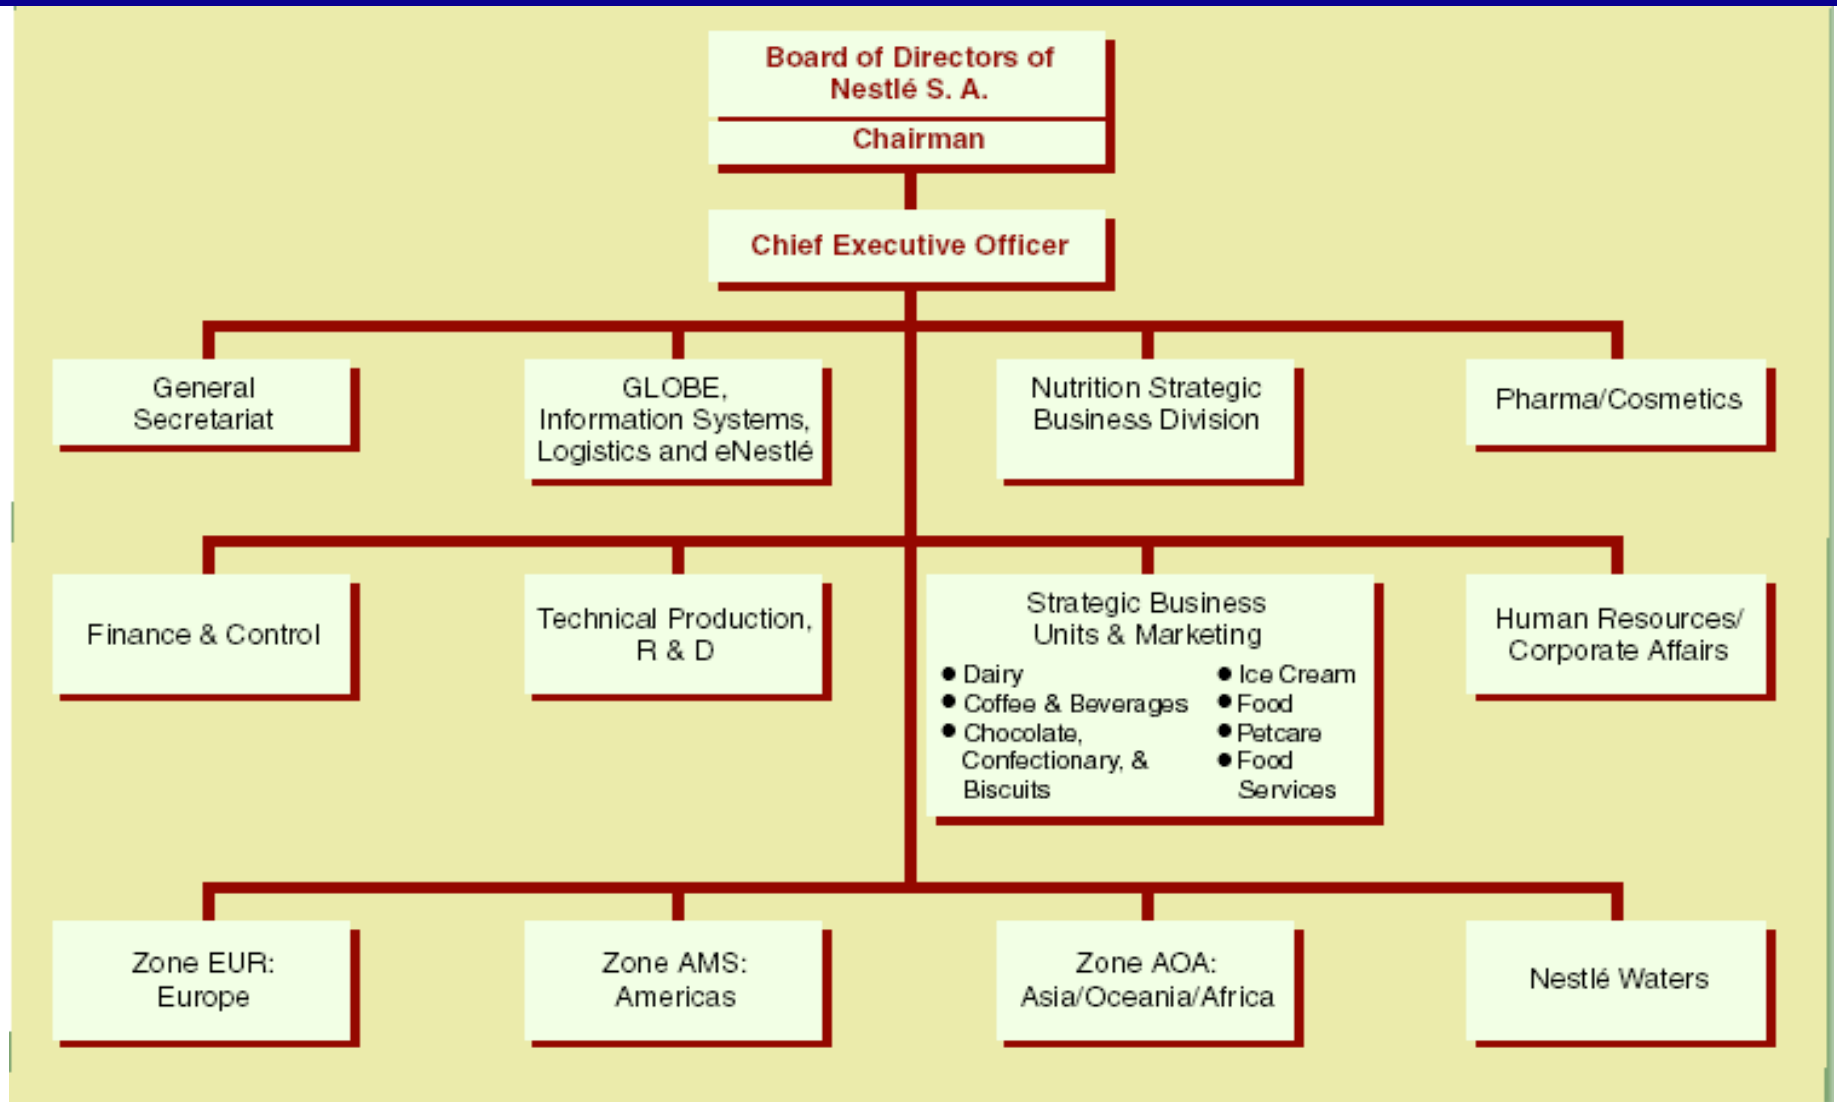 Board of Directors of
Nestlé S. A.
Chairman
Chief Executive Officer
General
Secretariat
GLOBE,
Information Systems,
Logistics and eNestlé
Nutrition Strategic
Business Division
Pharma/Cosmetics
Finance & Control
Technical Production,
R & D
Strategic Business
Units & Marketing
● Dairy
● Coffee & Beverages
● Chocolate,
Confectionary, &
Biscuits
● Ice Cream
● Food
● Petcare
● Food
Services
Human Resources/
Corporate Affairs
Zone EUR:
Europe
Zone AMS:
Americas
Zone AOA:
Asia/Oceania/Africa
Nestlé Waters